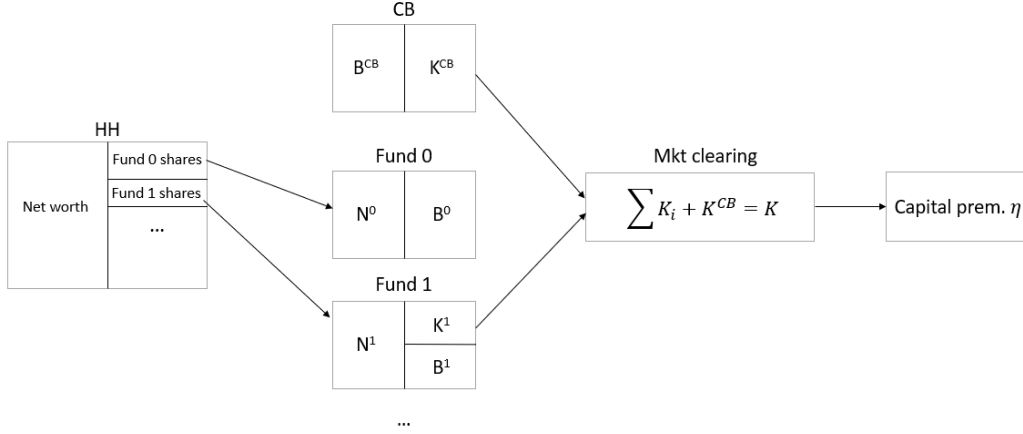 CB
B^CB K^CB
HH
Net worth
Fund 0 shares
Fund 1 shares
...
Fund 0
N^0 B^0
Fund 1
N^1
K^1
B^1
...
Mkt clearing
∑ K_i + K^CB = K
Capital prem. η